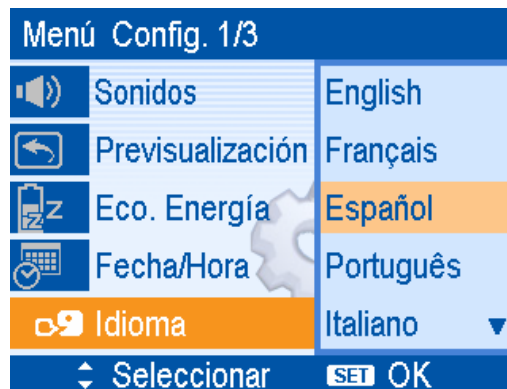 Menú Config. 1/3
Sonidos
Previsualización
Eco. Energía
Fecha/Hora
Idioma
English
Français
Español
Português
Italiano
Seleccionar SET OK